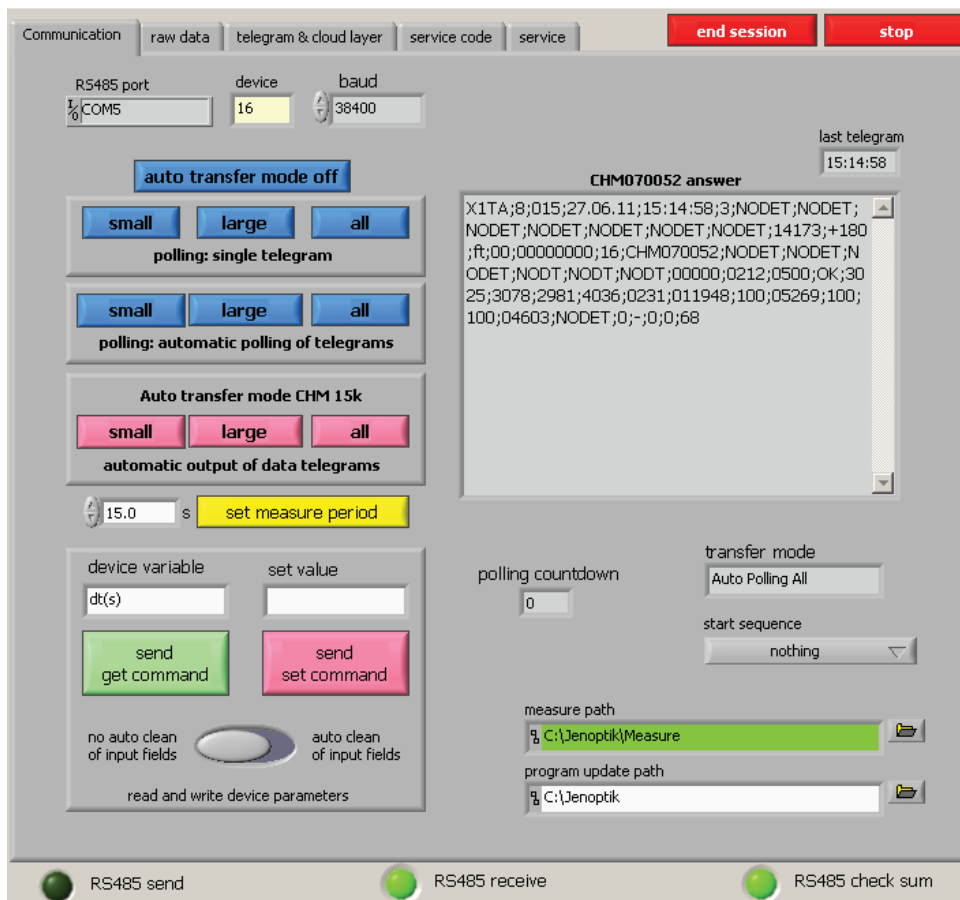 Communication
raw data
telegram & cloud layer
service code
service
end session
stop
RS485 port
device
baud
I/0 COM5
16
38400
last telegram
15:14:58
auto transfer mode off
small large all
polling: single telegram
small large all
polling: automatic polling of telegrams
Auto transfer mode CHM 15k
small large all
automatic output of data telegrams
15.0 s set measure period
CHM070052 answer
X1TA;8;015;27.06.11;15:14:58;3;NODET;NODET;
NODET;NODET;NODET;NODET;NODET;14173;+180
;ft;00;00000000;16;CHM070052;NODET;NODET;N
ODET;NODT;NODT;NODT;00000;0212;0500;OK;30
25;3078;2981;4036;0231;011948;100;05269;100;
100;04603;NODET;0;-;0;0;68
device variable
set value
dt(s)
send
get command
send
set command
no auto clean
of input fields
auto clean
of input fields
read and write device parameters
polling countdown
0
transfer mode
Auto Polling All
start sequence
nothing
measure path
C:\Jenoptik\Measure
program update path
C:\Jenoptik
RS485 send
RS485 receive
RS485 check sum